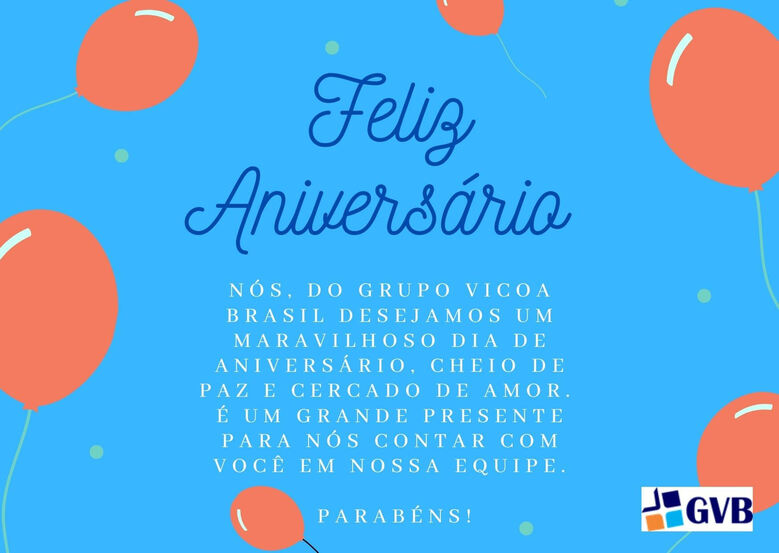 Feliz
Aniversário
NÓS, DO GRUPO VICOA
BRASIL DESEJAMOS UM
MARAVILHOSO DIA DE
ANIVERSÁRIO, CHEIO DE
PAZ E CERCADO DE AMOR.
É UM GRANDE PRESENTE
PARA NÓS CONTAR COM
VOCÊ EM NOSSA EQUIPE.
PARABÉNS!
GVB